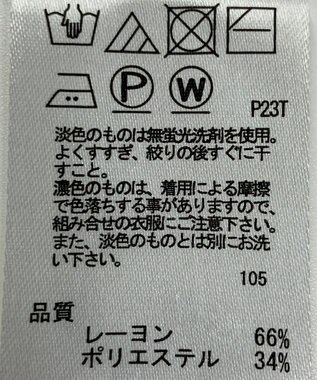 P
W
P23T
淡色のものは無蛍光洗剤を使用。
よくすすぎ、絞りの後すぐに干
すこと。
濃色のものは、着用による摩擦
で色落ちする事がありますので、
組み合せの衣服にご注意下さい。
また、淡色のものとは別にお洗
い下さい。
105
品質
レーヨン 66%
ポリエステル 34%